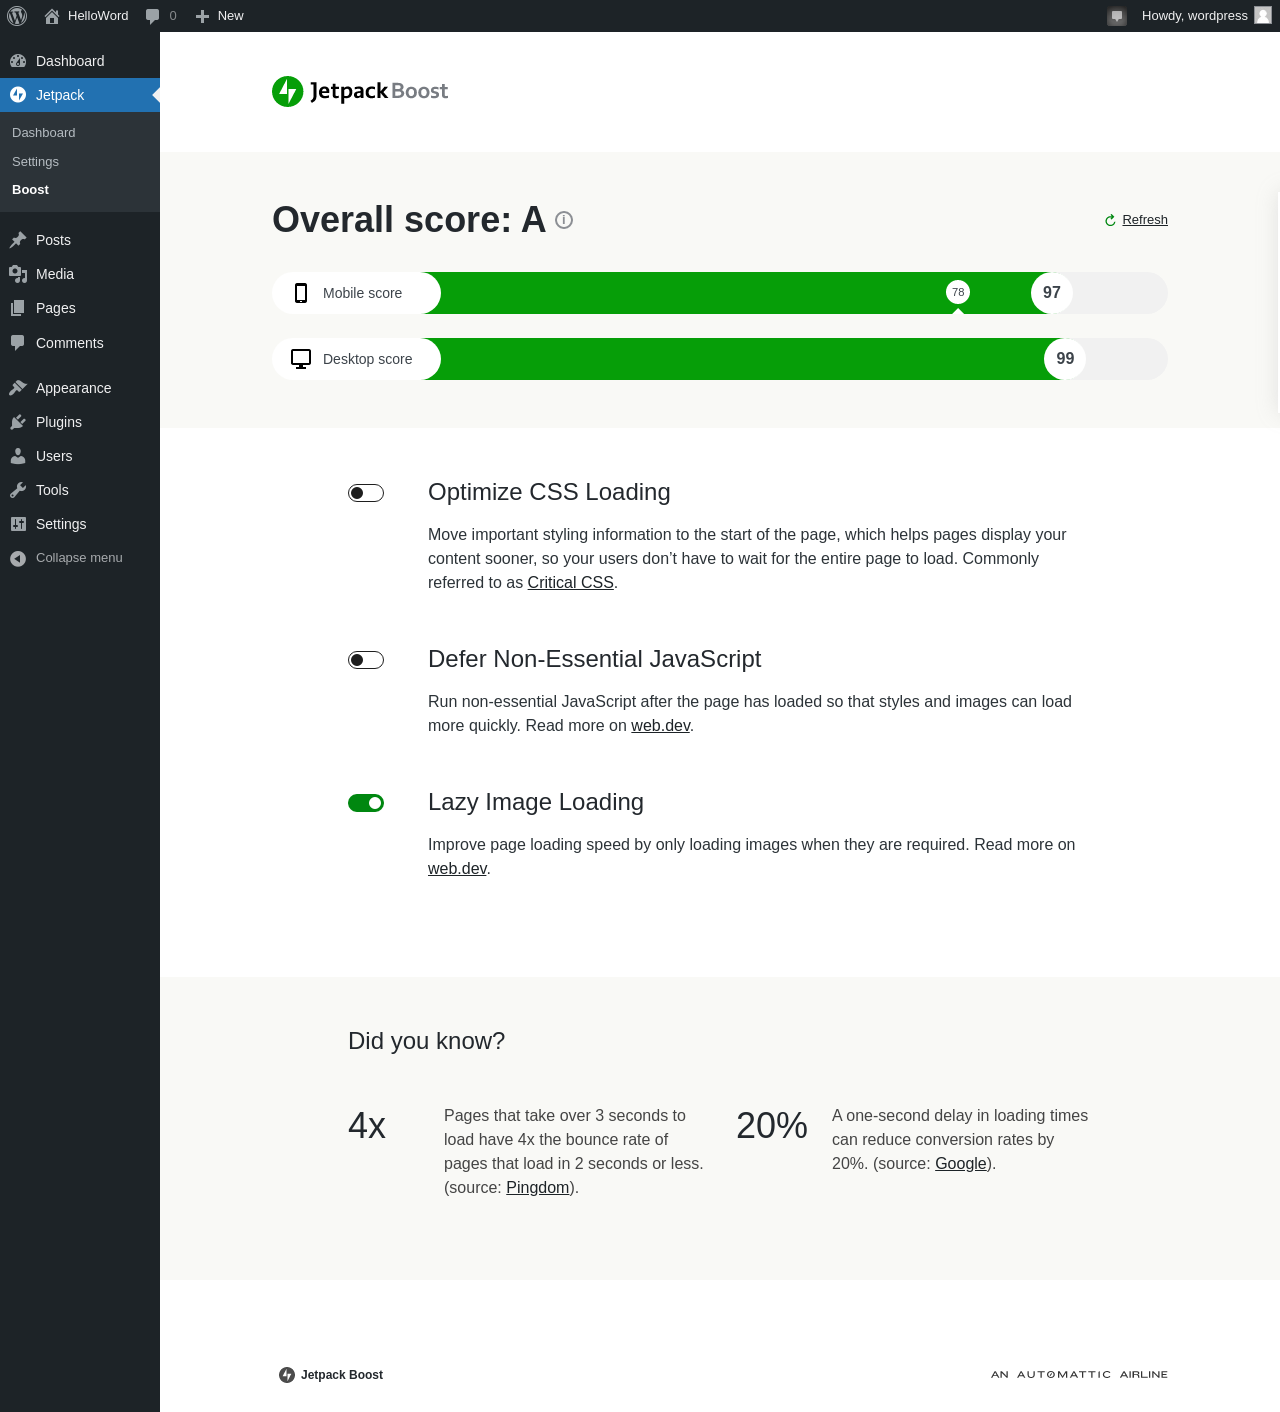 HelloWord
0
New
Howdy, wordpress
Dashboard
Jetpack
Dashboard
Settings
Boost
Posts
Media
Pages
Comments
Appearance
Plugins
Users
Tools
Settings
Collapse menu
Jetpack Boost
Overall score: A
Refresh
Mobile score
78
97
Desktop score
99
Optimize CSS Loading
Move important styling information to the start of the page, which helps pages display your
content sooner, so your users don’t have to wait for the entire page to load. Commonly
referred to as Critical CSS.
Defer Non-Essential JavaScript
Run non-essential JavaScript after the page has loaded so that styles and images can load
more quickly. Read more on web.dev.
Lazy Image Loading
Improve page loading speed by only loading images when they are required. Read more on
web.dev.
Did you know?
4x
Pages that take over 3 seconds to
load have 4x the bounce rate of
pages that load in 2 seconds or less.
(source: Pingdom).
20%
A one-second delay in loading times
can reduce conversion rates by
20%. (source: Google).
Jetpack Boost
AN AUTOMATTIC AIRLINE